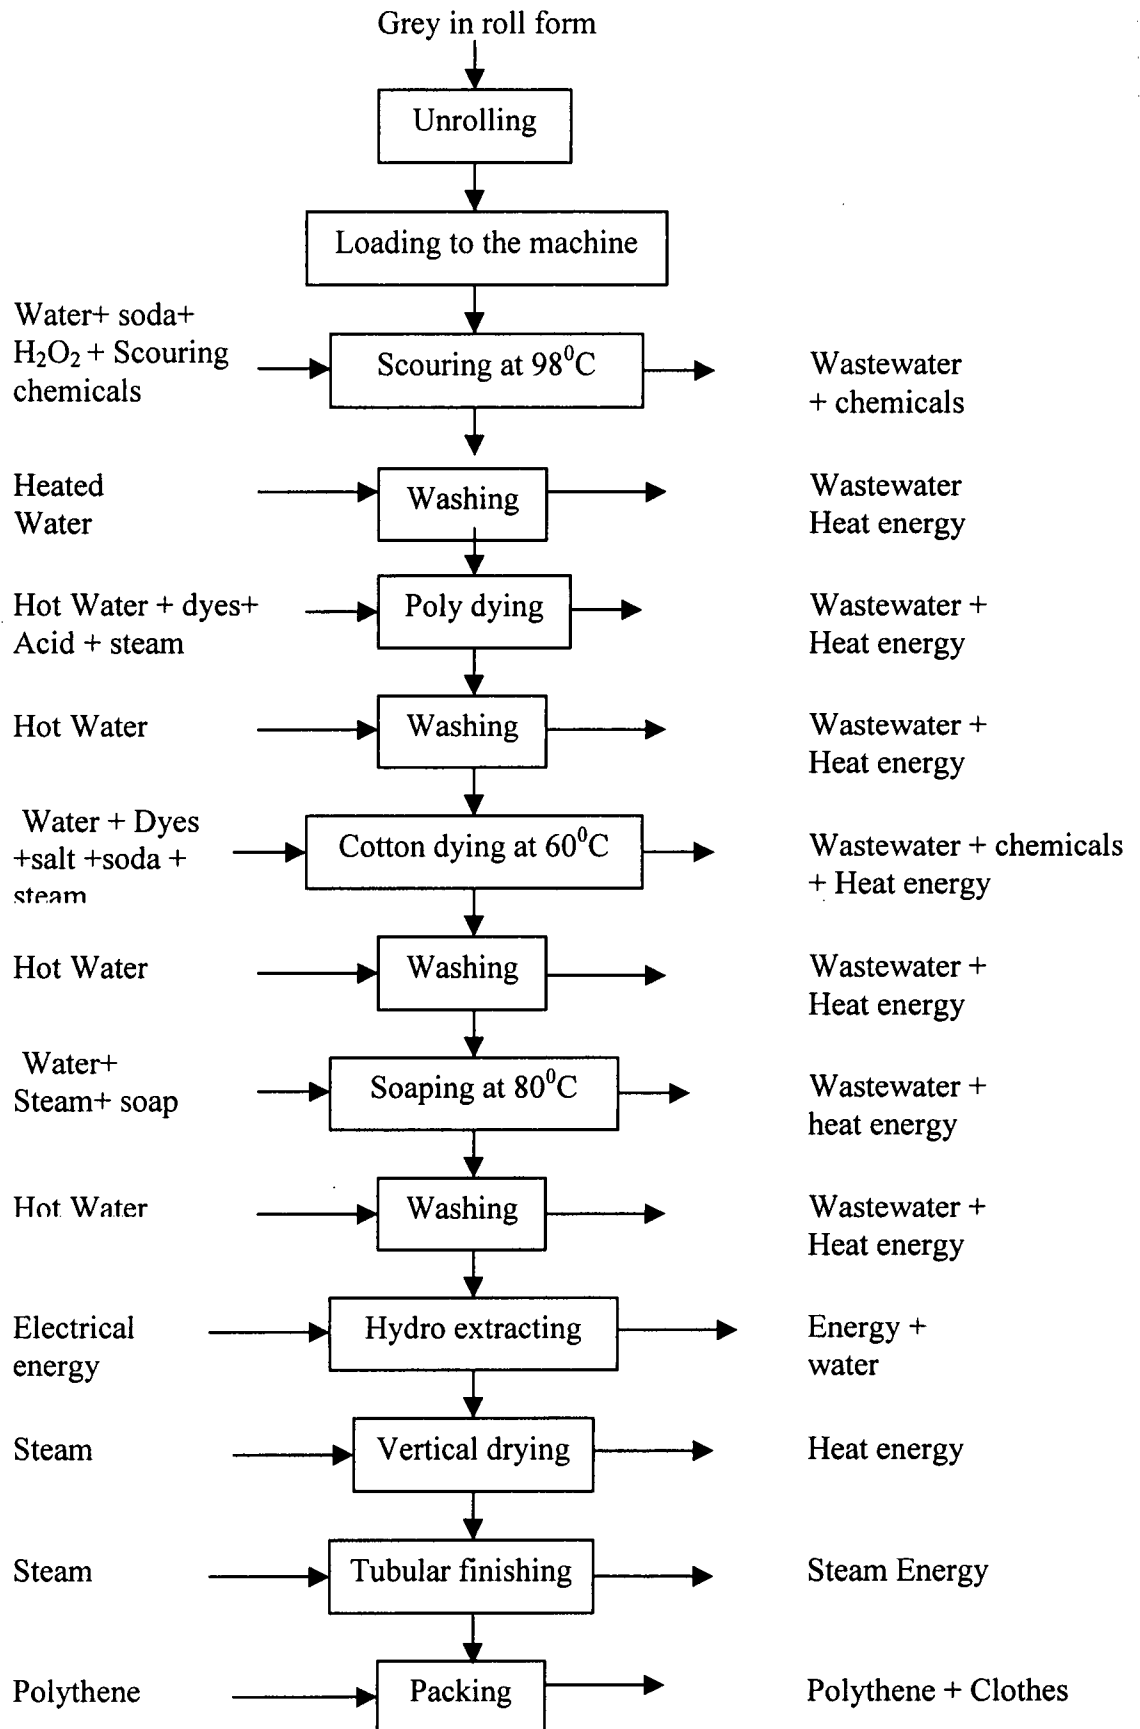 Grey in roll form
Unrolling
Loading to the machine
Water+ soda+
H₂O₂ + Scouring
chemicals
Scouring at 98⁰C
Wastewater
+ chemicals
Heated
Water
Washing
Wastewater
Heat energy
Hot Water + dyes+
Acid + steam
Poly dying
Wastewater +
Heat energy
Hot Water
Washing
Wastewater +
Heat energy
Water + Dyes
+salt +soda +
steam
Cotton dying at 60⁰C
Wastewater + chemicals
+ Heat energy
Hot Water
Washing
Wastewater +
Heat energy
Water+
Steam+ soap
Soaping at 80⁰C
Wastewater +
heat energy
Hot Water
Washing
Wastewater +
Heat energy
Electrical
energy
Hydro extracting
Energy +
water
Steam
Vertical drying
Heat energy
Steam
Tubular finishing
Steam Energy
Polythene
Packing
Polythene + Clothes